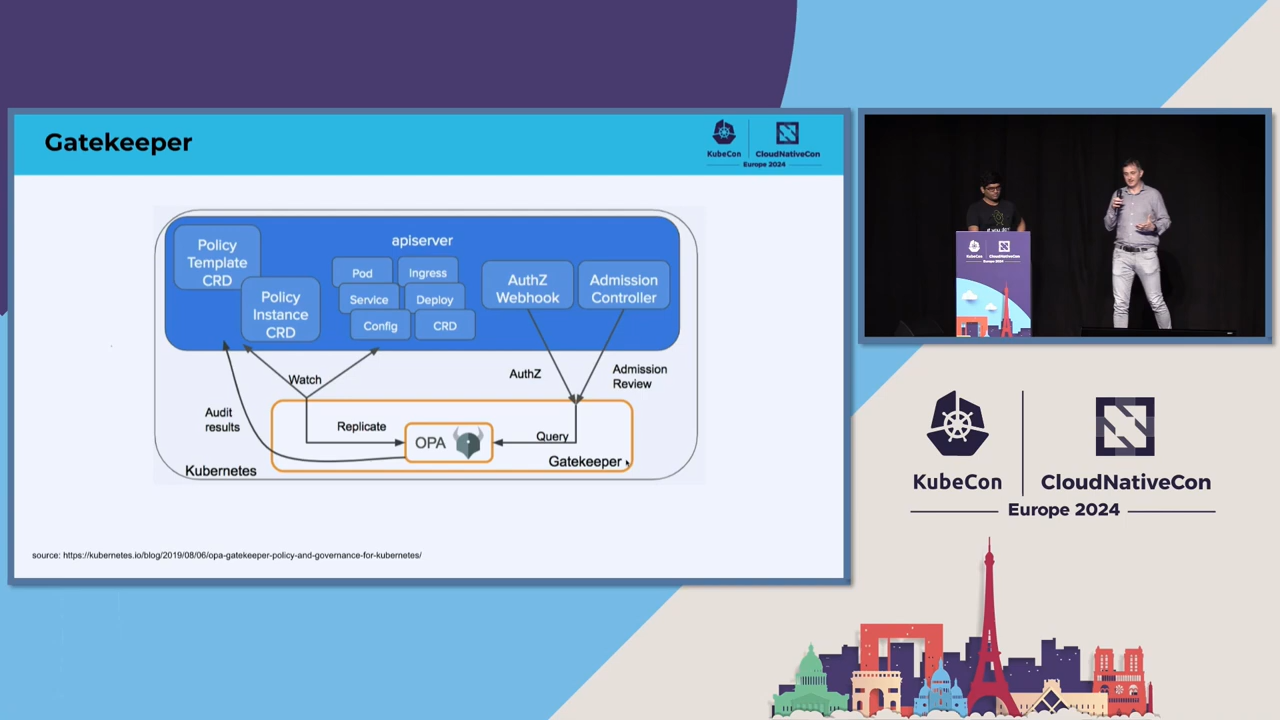 Gatekeeper
KubeCon
CloudNativeCon
Europe 2024
Policy
Template
CRD
Policy
Instance
CRD
apiserver
Pod
Ingress
Service
Deploy
Config
CRD
AuthZ
Webhook
Admission
Controller
Watch
AuthZ
Admission
Review
Audit
results
Replicate
OPA
Query
Gatekeeper
Kubernetes
source: https://kubernetes.io/blog/2019/08/06/opa-gatekeeper-policy-and-governance-for-kubernetes/
KubeCon
CloudNativeCon
Europe 2024